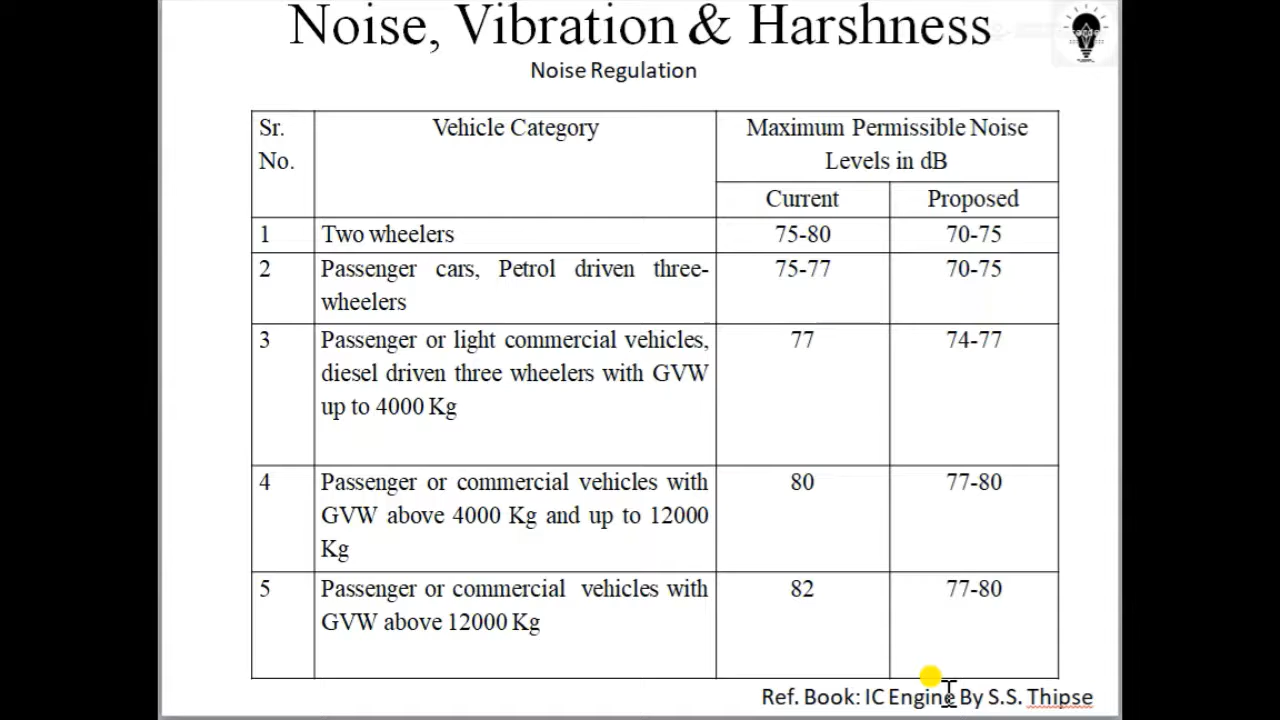 Noise, Vibration & Harshness
Noise Regulation
Sr. No.
Vehicle Category
Maximum Permissible Noise
Levels in dB
Current Proposed
1 Two wheelers 75-80 70-75
2 Passenger cars, Petrol driven three- 75-77 70-75
wheelers
3 Passenger or light commercial vehicles, 77 74-77
diesel driven three wheelers with GVW
up to 4000 Kg
4 Passenger or commercial vehicles with 80 77-80
GVW above 4000 Kg and up to 12000
Kg
5 Passenger or commercial vehicles with 82 77-80
GVW above 12000 Kg
Ref. Book: IC Engine By S.S. Thipse